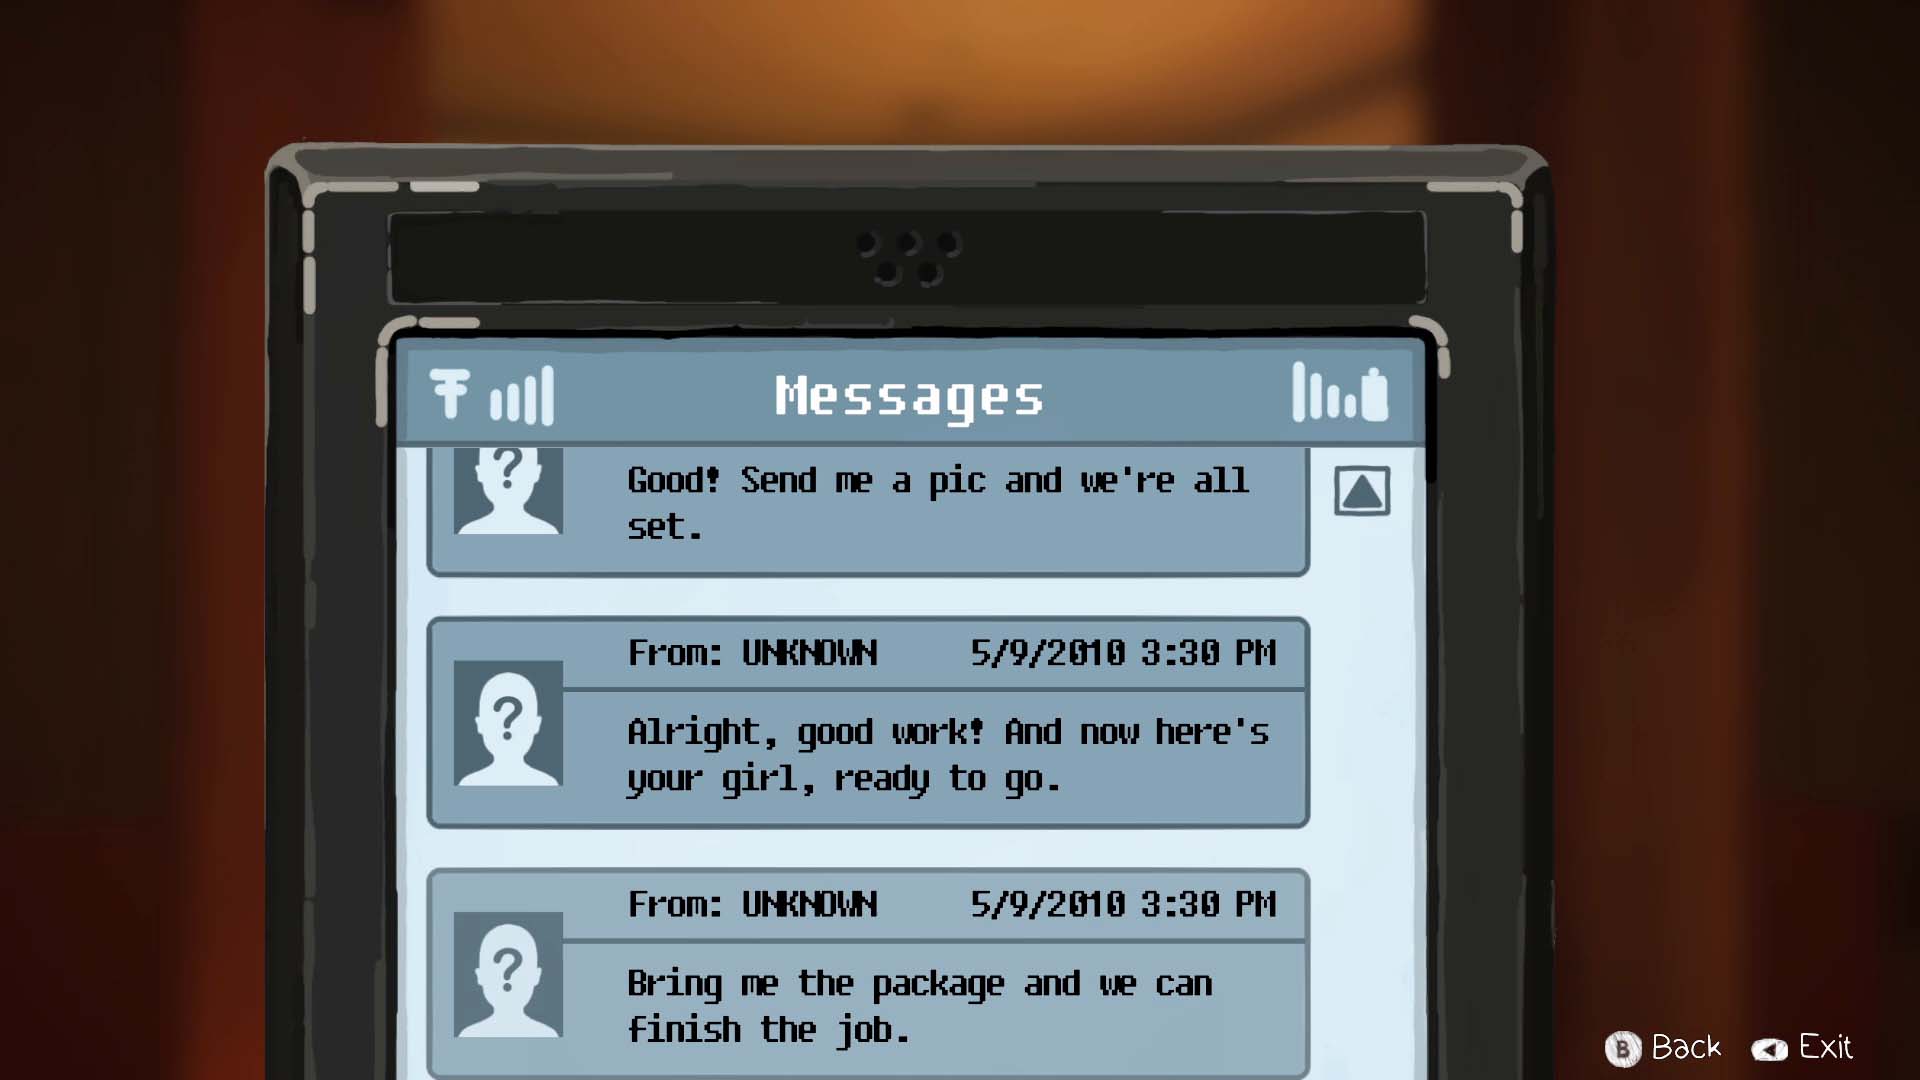 Messages
Good! Send me a pic and we're all
set.
From: UNKNOWN 5/9/2010 3:30 PM
?
Alright, good work! And now here's
your girl, ready to go.
From: UNKNOWN 5/9/2010 3:30 PM
?
Bring me the package and we can
finish the job.
B Back Exit